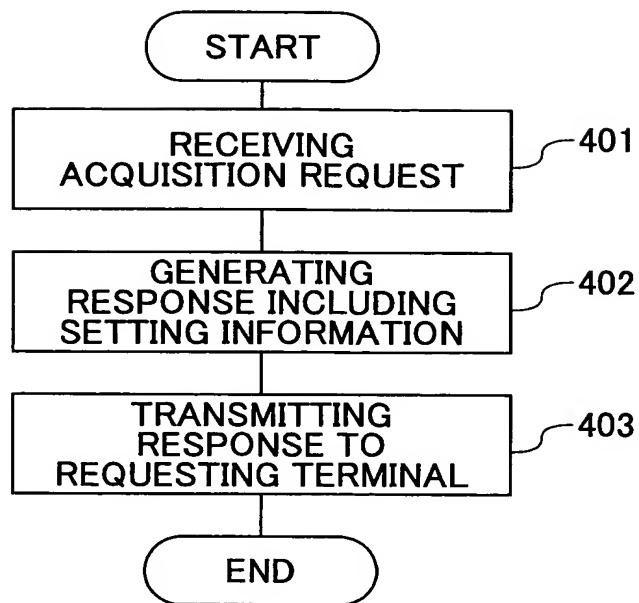 START
RECEIVING
ACQUISITION REQUEST
401
GENERATING
RESPONSE INCLUDING
SETTING INFORMATION
402
TRANSMITTING
RESPONSE TO
REQUESTING TERMINAL
403
END